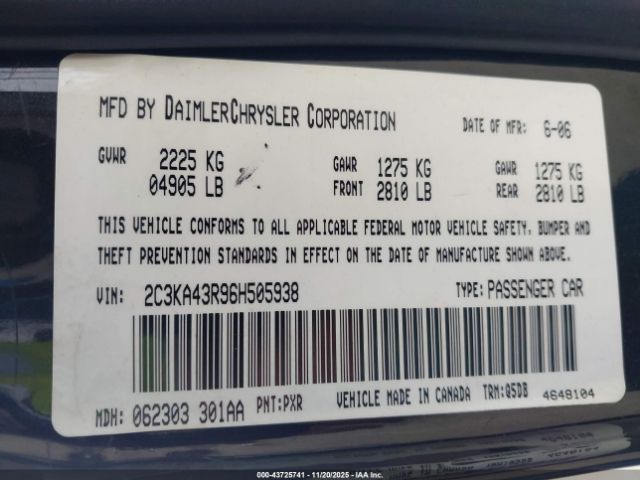 MFD BY DAIMLERCHRYSLER CORPORATION DATE OF MFR: 6-06
GVWR 2225 KG GAWR 1275 KG GAWR 1275 KG
04905 LB FRONT 2810 LB REAR 2810 LB
THIS VEHICLE CONFORMS TO ALL APPLICABLE FEDERAL MOTOR VEHICLE SAFETY, BUMPER AND
THEFT PREVENTION STANDARDS IN EFFECT ON THE DATE OF MANUFACTURE SHOWN ABOVE.
VIN: 2C3KA43R96H505938 TYPE: PASSENGER CAR
MDH: 062303 301AA PNT: PXR VEHICLE MADE IN CANADA TRM: Q5DB 4648104
© 000-43725741 - 11/20/2025 - IAA Inc.